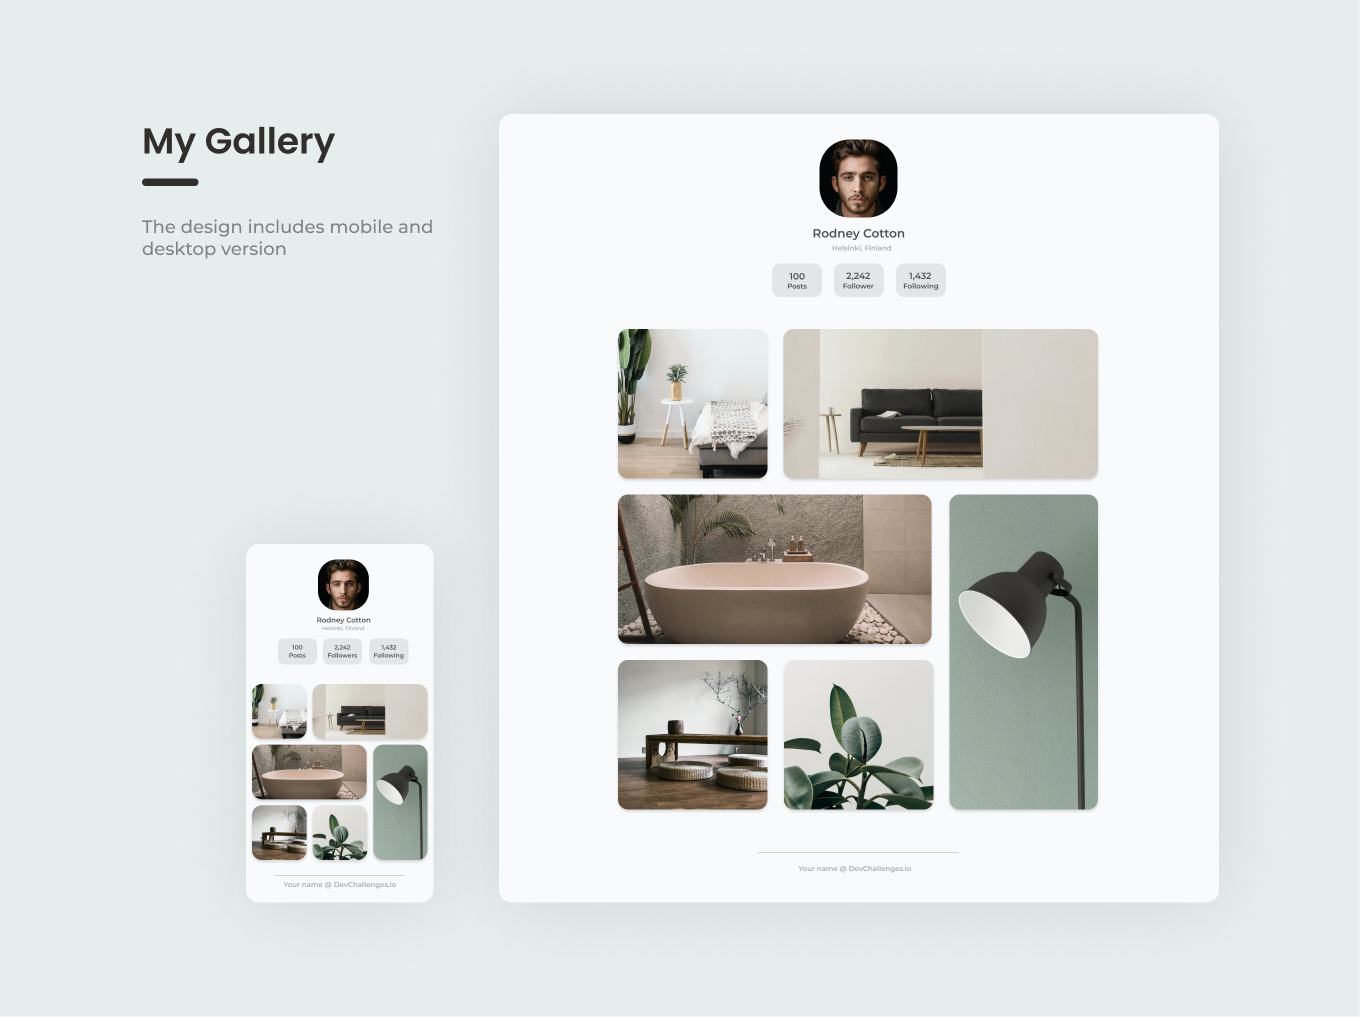 My Gallery
The design includes mobile and
desktop version
Rodney Cotton
Helsinki, Finland
100
Posts
2,242
Followers
1,432
Following
Your name @ DevChallenges.io
Rodney Cotton
Helsinki, Finland
100
Posts
2,242
Follower
1,432
Following
Your name @ DevChallenges.io